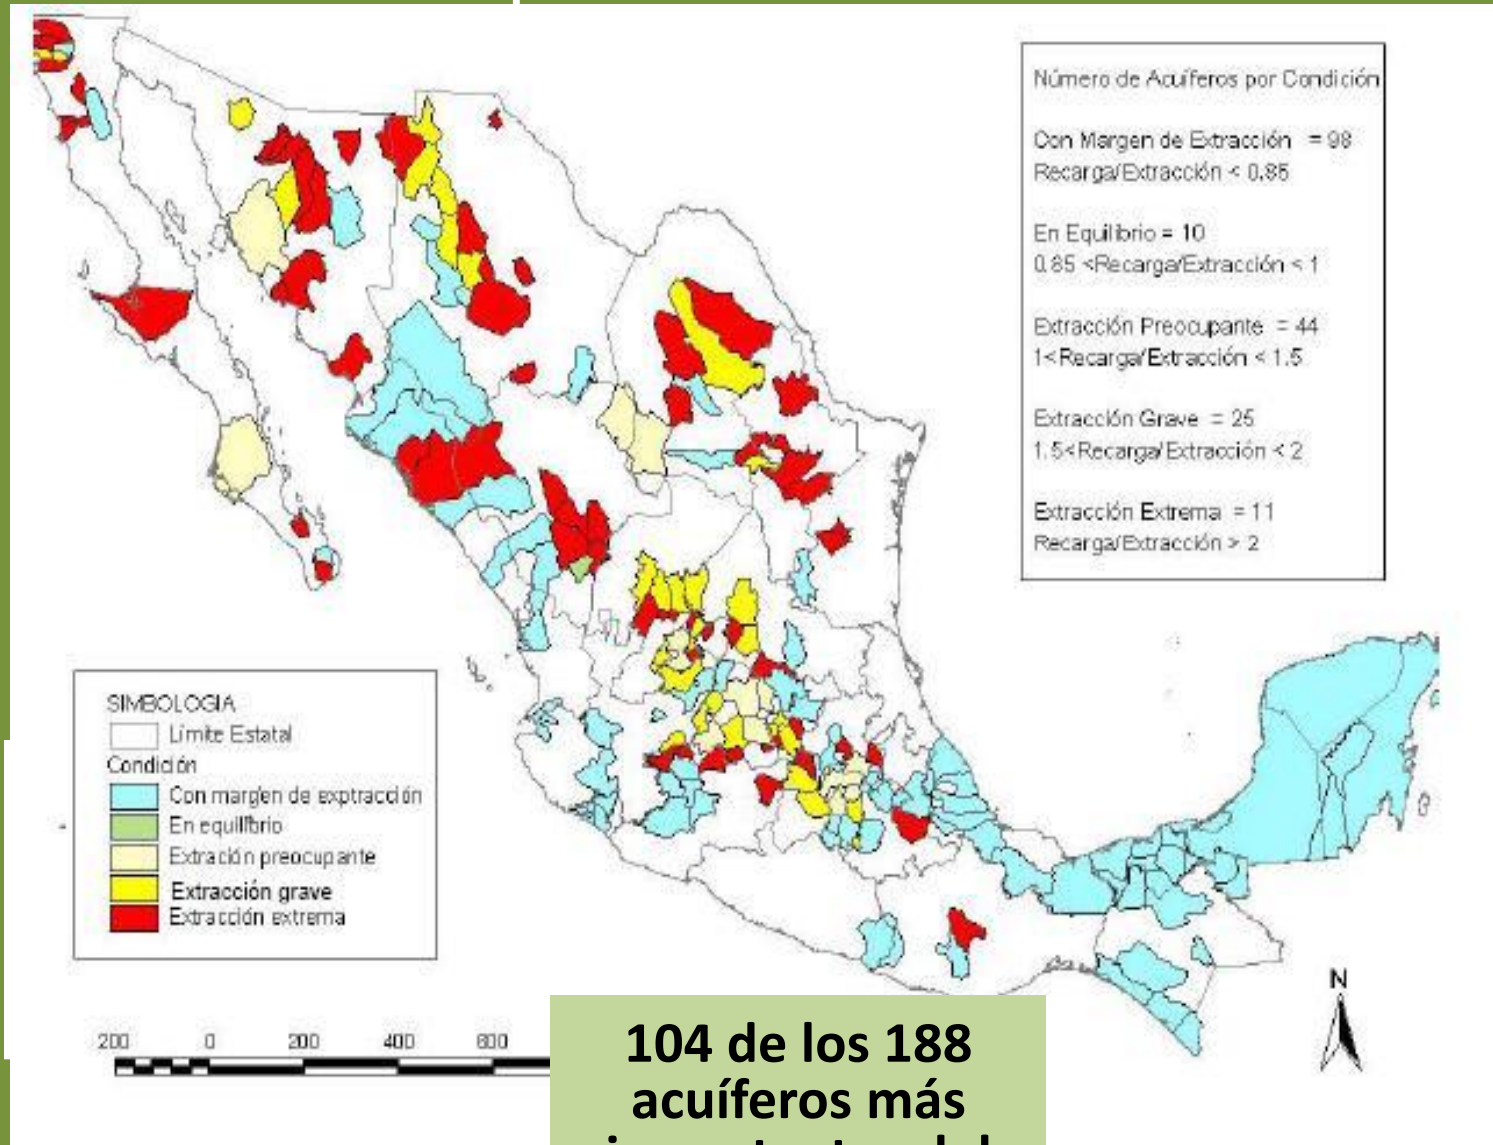 Número de Acuíferos por Condición
Con Margen de Extracción = 98
Recarga/Extracción < 0.85
En Equilibrio = 10
0.85 <Recarga/Extracción < 1
Extracción Preocupante = 44
1<Recarga/Extracción < 1.5
Extracción Grave = 25
1.5<Recarga/Extracción < 2
Extracción Extrema = 11
Recarga/Extracción > 2
SIMBOLOGIA
Límite Estatal
Condición
Con margen de exptracción
En equilibrio
Extración preocupante
Extracción grave
Extracción extrema
N
200 0 200 400 600
104 de los 188
acuíferos más